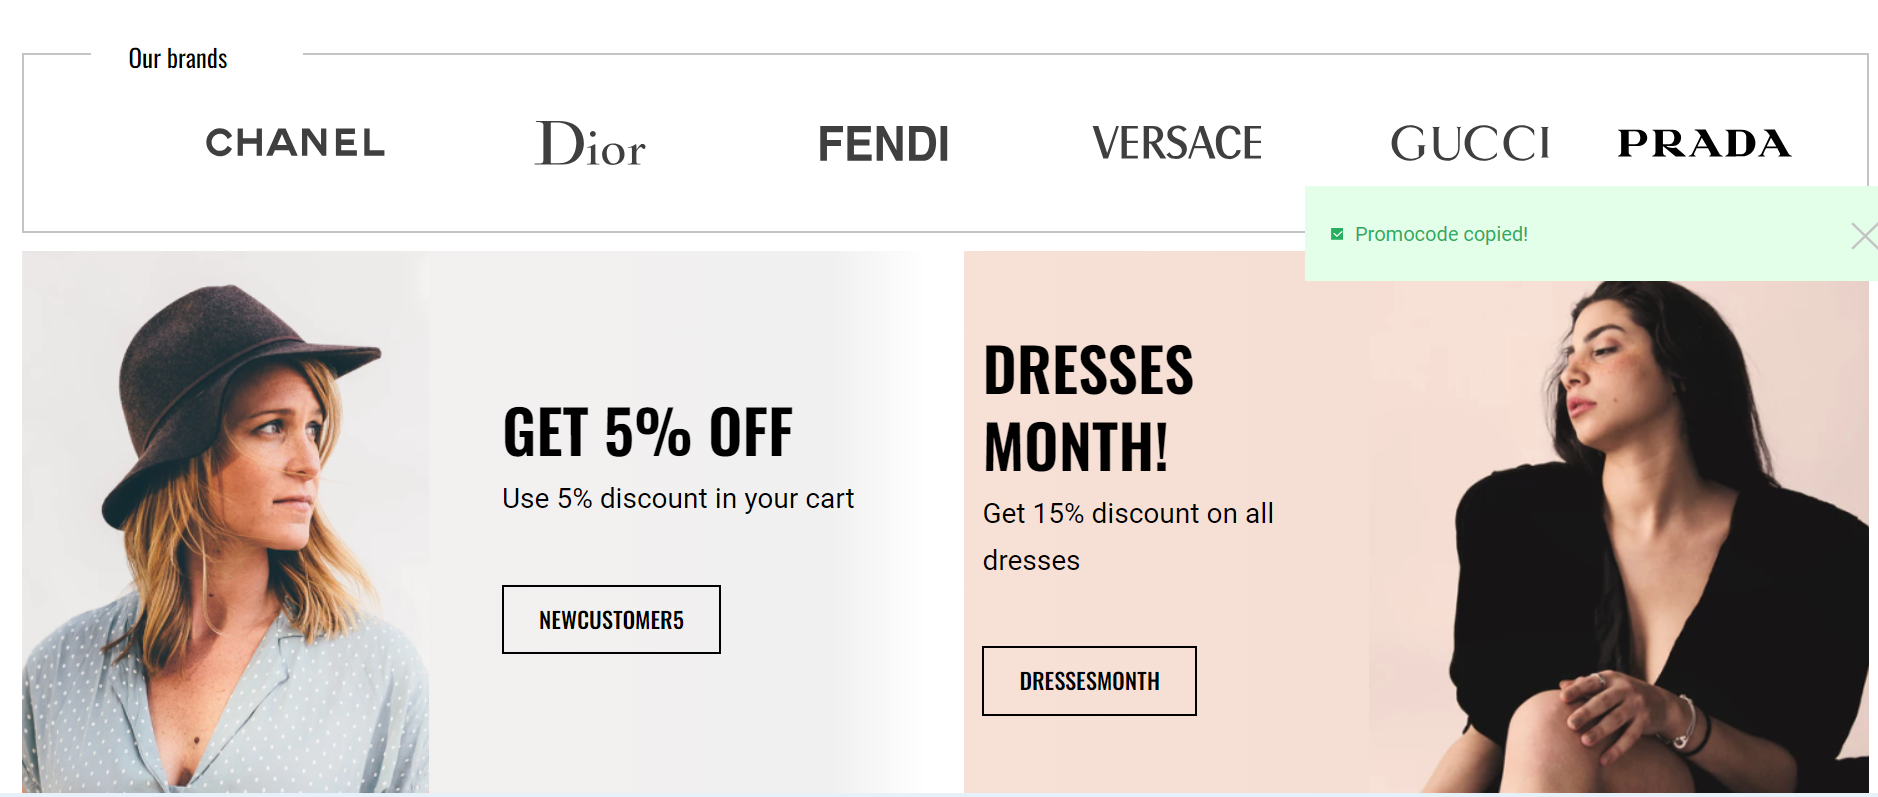 Our brands
CHANEL Dior FENDI VERSACE GUCCI PRADA
Promocode copied!
GET 5% OFF
Use 5% discount in your cart
NEWCUSTOMER5
DRESSES
MONTH!
Get 15% discount on all
dresses
DRESSESMONTH